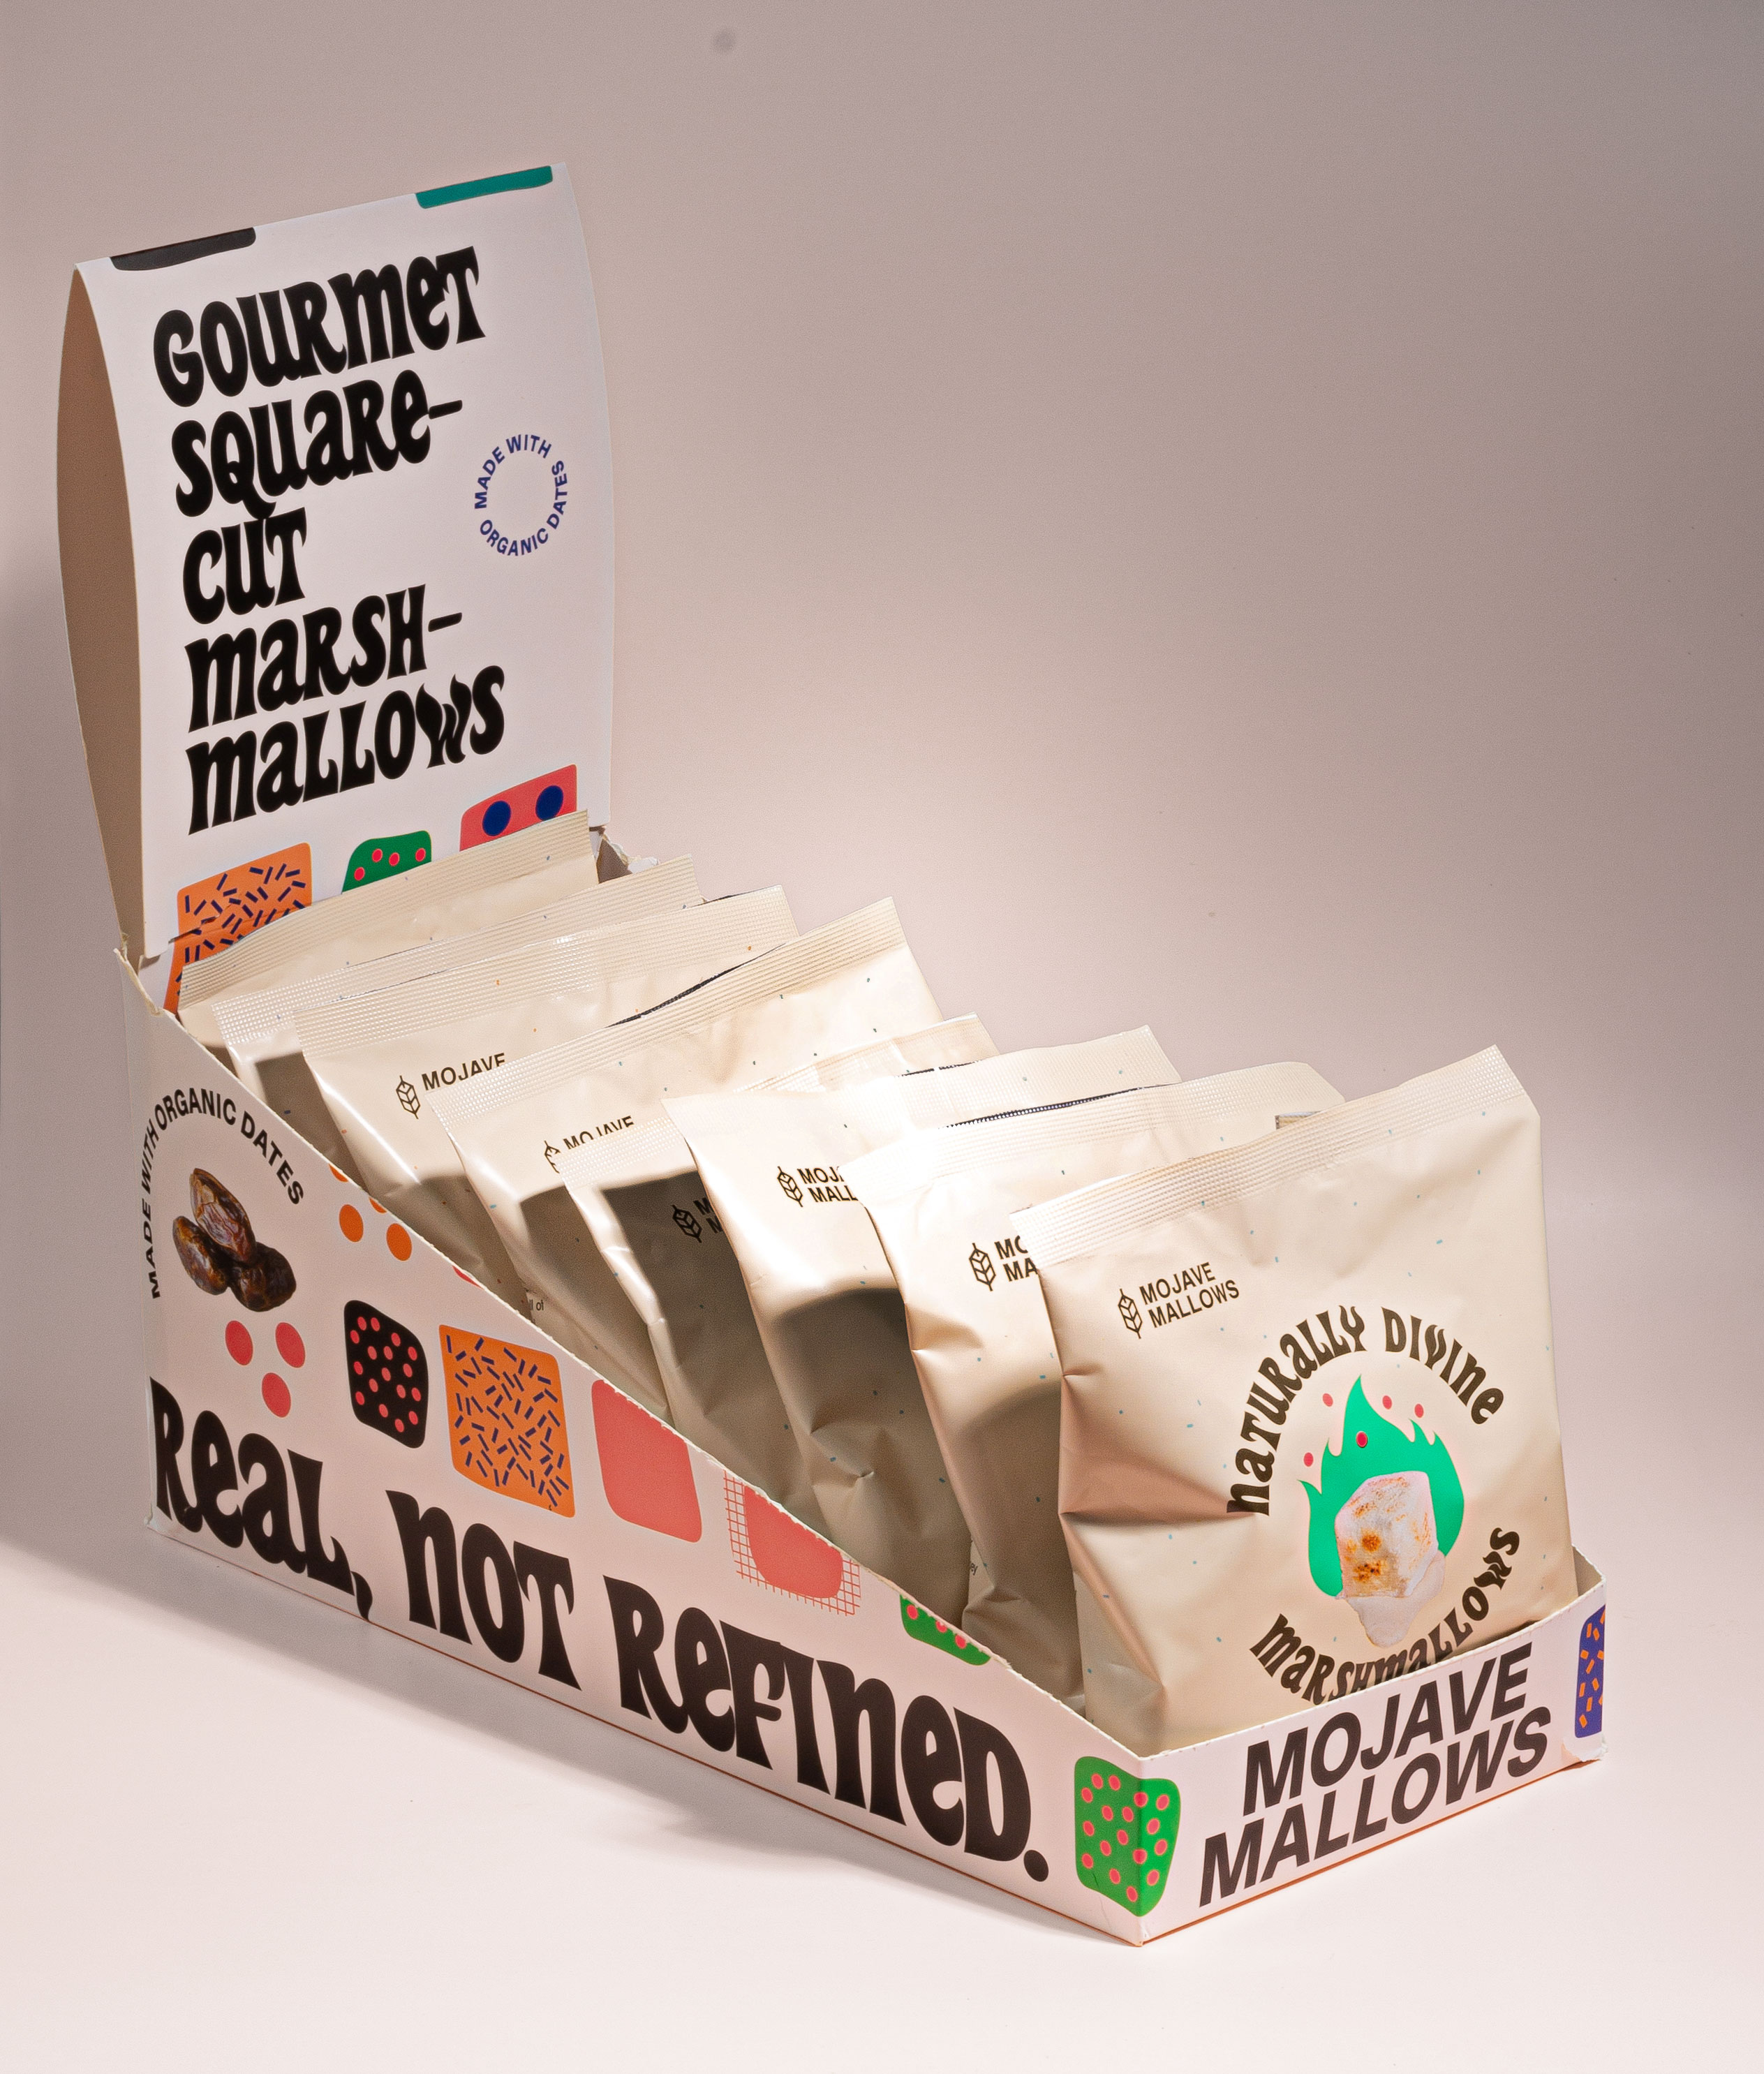 GOURMET
SQUARE-
CUT
MARSH-
MALLOWS
MADE WITH ORGANIC DATES
MOJAVE
MOJAVE
MADE WITH ORGANIC DATES
REAL, NOT REFINED.
MOJAVE
MALLOWS
NATURALLY DIVINE
MARSHMALLOWS
MOJAVE
MALLOWS